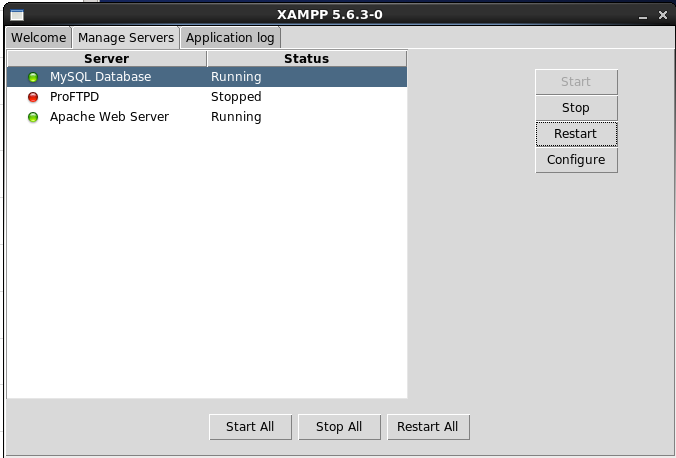 XAMPP 5.6.3-0
Welcome Manage Servers Application log
Server Status
MySQL Database Running
ProFTPD Stopped
Apache Web Server Running
Start
Stop
Restart
Configure
Start All Stop All Restart All